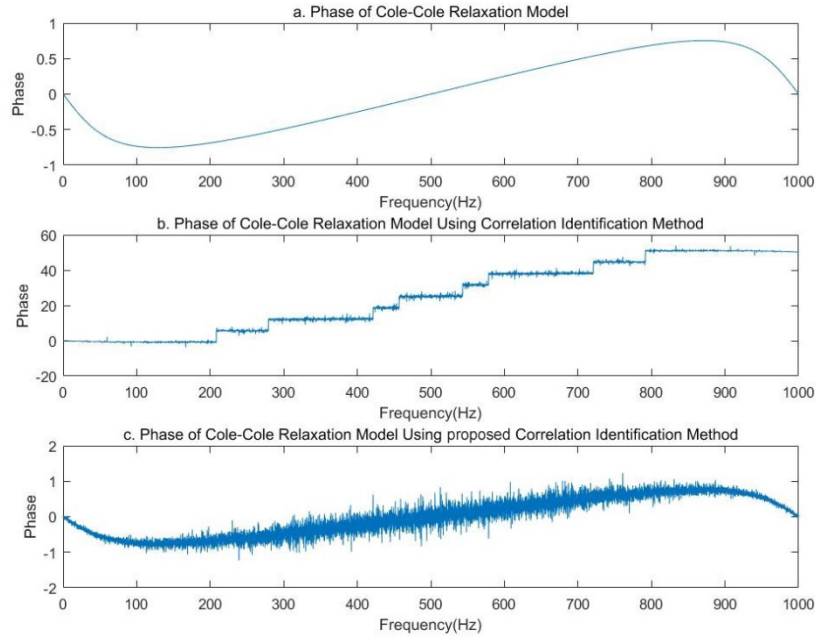 a. Phase of Cole-Cole Relaxation Model
1
0.5
0
-0.5
-1
Phase
0 100 200 300 400 500 600 700 800 900 1000
Frequency(Hz)
b. Phase of Cole-Cole Relaxation Model Using Correlation Identification Method
60
40
20
0
-20
Phase
0 100 200 300 400 500 600 700 800 900 1000
Frequency(Hz)
c. Phase of Cole-Cole Relaxation Model Using proposed Correlation Identification Method
2
1
0
-1
-2
Phase
0 100 200 300 400 500 600 700 800 900 1000
Frequency(Hz)